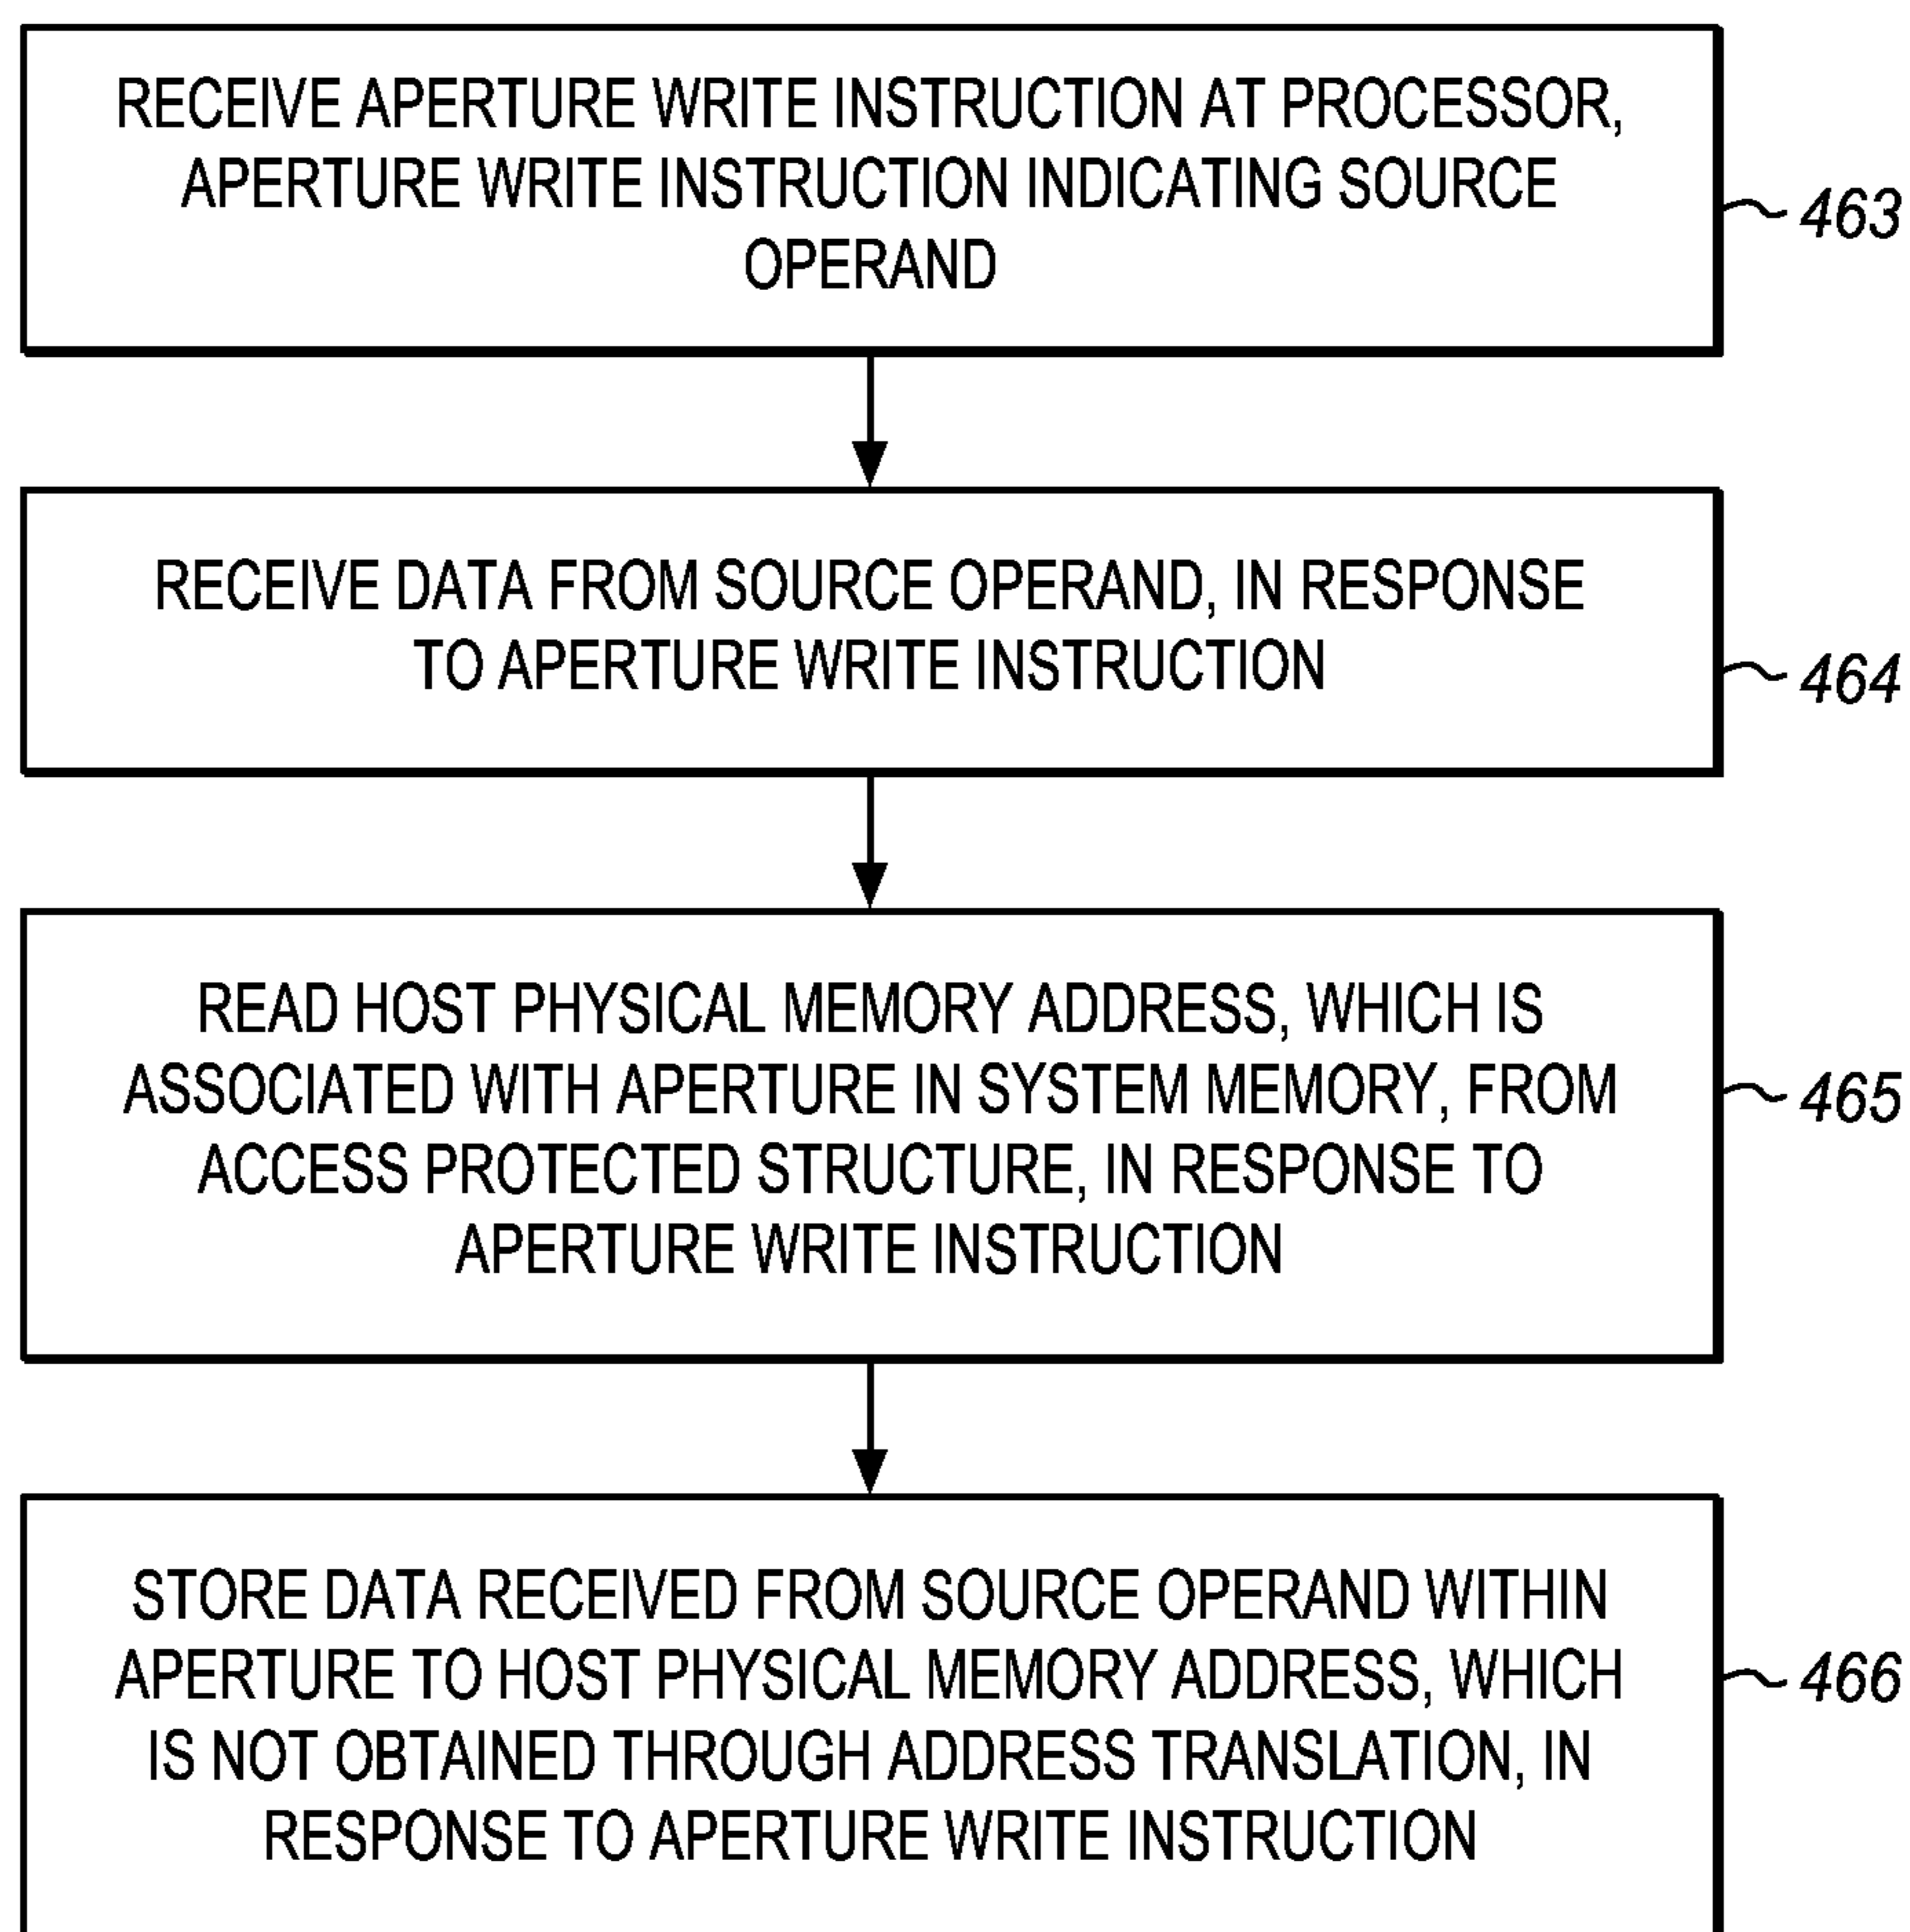 RECEIVE APERTURE WRITE INSTRUCTION AT PROCESSOR,
APERTURE WRITE INSTRUCTION INDICATING SOURCE
OPERAND
463
RECEIVE DATA FROM SOURCE OPERAND, IN RESPONSE
TO APERTURE WRITE INSTRUCTION
464
READ HOST PHYSICAL MEMORY ADDRESS, WHICH IS
ASSOCIATED WITH APERTURE IN SYSTEM MEMORY, FROM
ACCESS PROTECTED STRUCTURE, IN RESPONSE TO
APERTURE WRITE INSTRUCTION
465
STORE DATA RECEIVED FROM SOURCE OPERAND WITHIN
APERTURE TO HOST PHYSICAL MEMORY ADDRESS, WHICH
IS NOT OBTAINED THROUGH ADDRESS TRANSLATION, IN
RESPONSE TO APERTURE WRITE INSTRUCTION
466